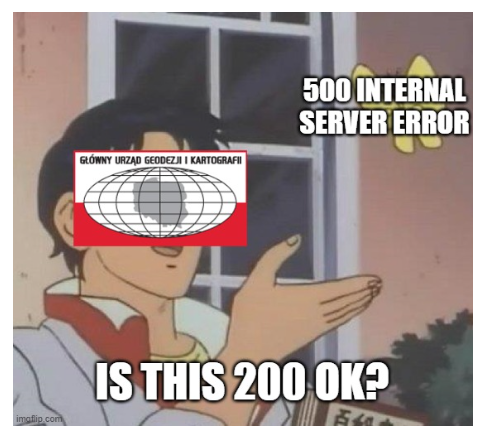 500 INTERNAL
SERVER ERROR
GŁÓWNY URZĄD GEODEZJI I KARTOGRAFII
IS THIS 200 OK?
imgflip.com